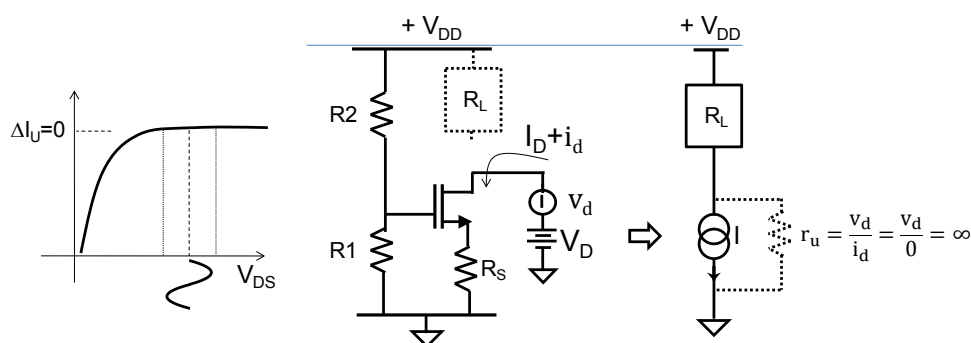 + V_DD
+ V_DD
R_L
R_L
ΔI_U=0
R2
I_D+i_d
v_d
I
r_u = v_d/i_d = v_d/0 = ∞
V_D
R1
R_S
V_DS